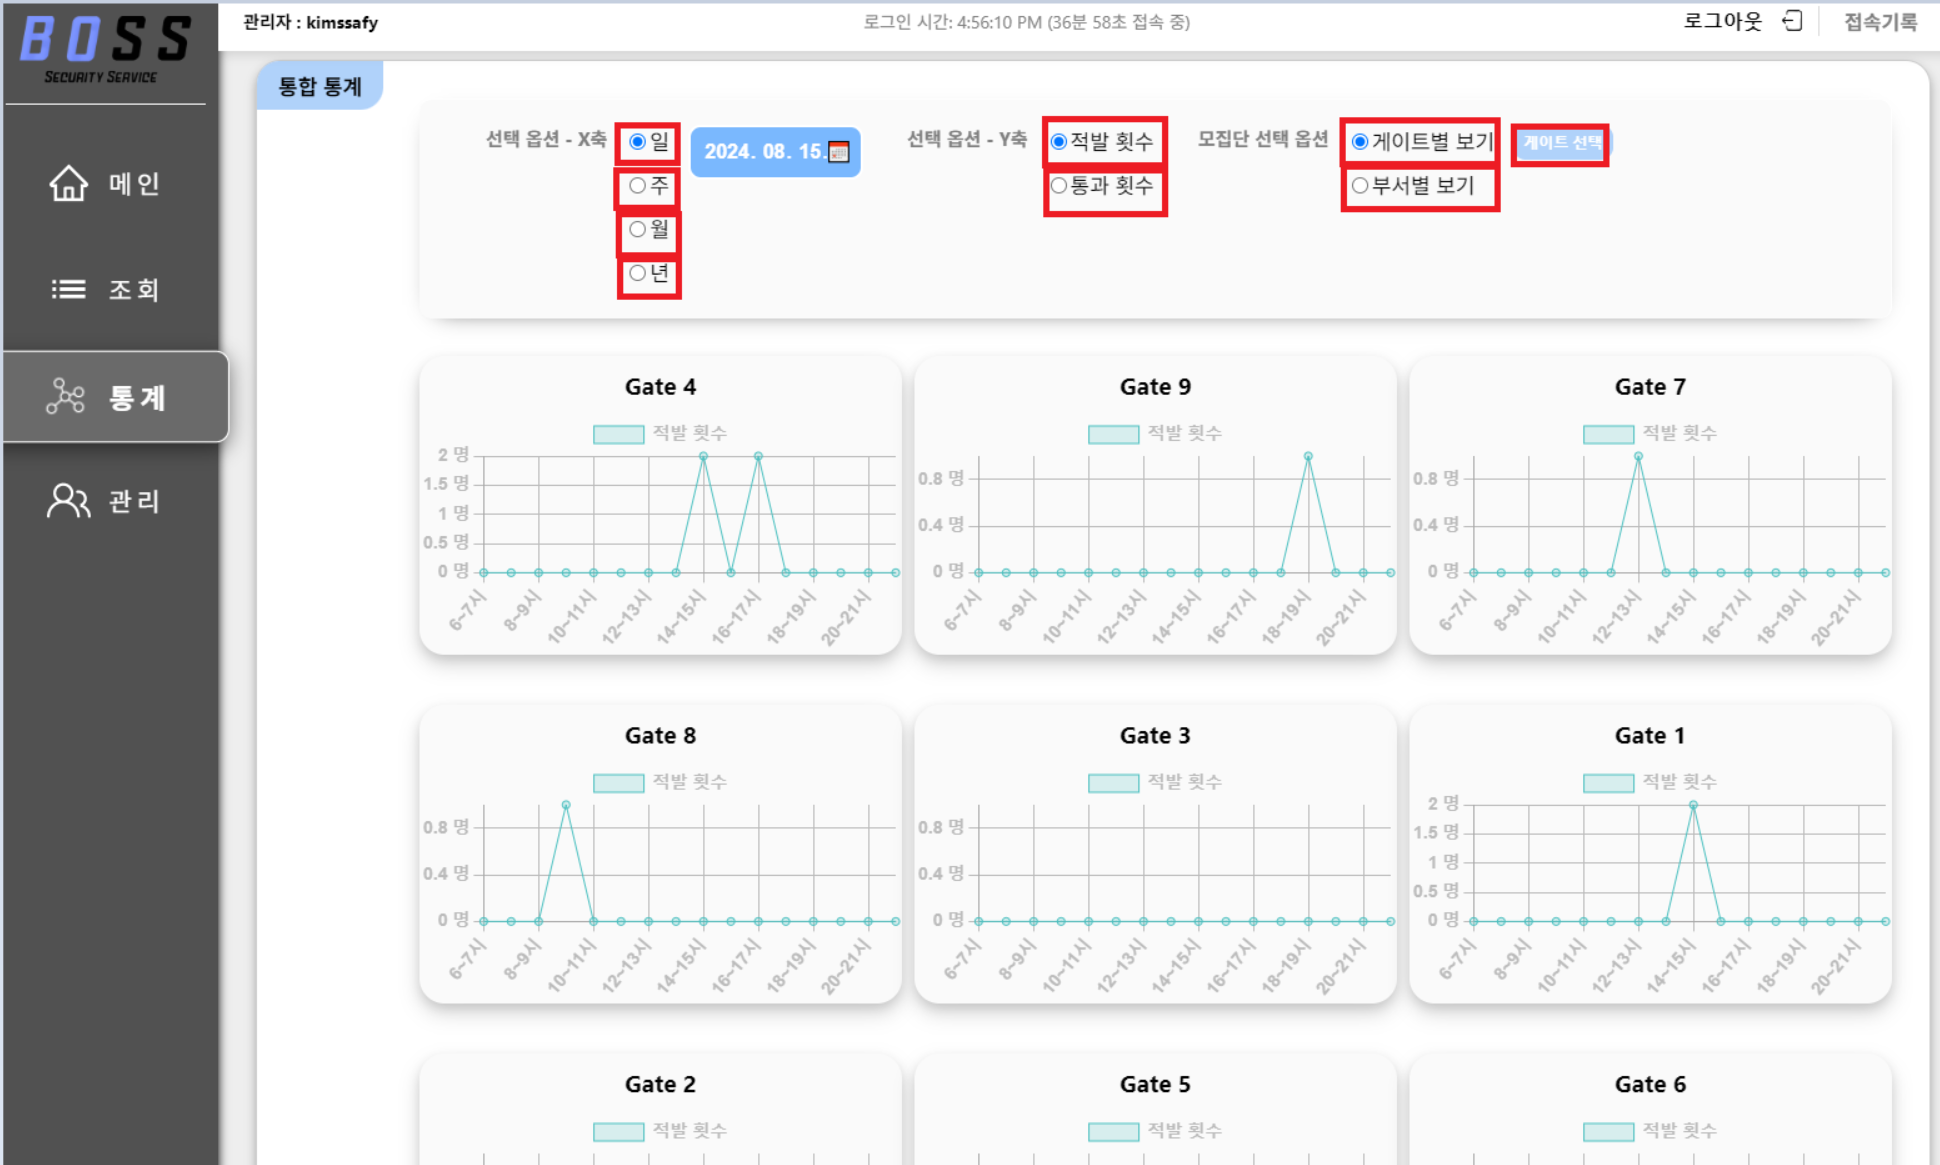 BOSS
SECURITY SERVICE
관리자 : kimssafy
로그인 시간: 4:56:10 PM (36분 58초 접속 중)
로그아웃
접속기록
메인
조회
통계
관리
통합 통계
선택 옵션 - X축
일
주
월
년
2024. 08. 15.
선택 옵션 - Y축
적발 횟수
통과 횟수
모집단 선택 옵션
게이트별 보기
부서별 보기
게이트 선택
Gate 4
적발 횟수
2 명
1.5 명
1 명
0.5 명
0 명
6~7시 8~9시 10~11시 12~13시 14~15시 16~17시 18~19시 20~21시
Gate 9
적발 횟수
0.8 명
0.4 명
0 명
6~7시 8~9시 10~11시 12~13시 14~15시 16~17시 18~19시 20~21시
Gate 7
적발 횟수
0.8 명
0.4 명
0 명
6~7시 8~9시 10~11시 12~13시 14~15시 16~17시 18~19시 20~21시
Gate 8
적발 횟수
0.8 명
0.4 명
0 명
6~7시 8~9시 10~11시 12~13시 14~15시 16~17시 18~19시 20~21시
Gate 3
적발 횟수
0.8 명
0.4 명
0 명
6~7시 8~9시 10~11시 12~13시 14~15시 16~17시 18~19시 20~21시
Gate 1
적발 횟수
2 명
1.5 명
1 명
0.5 명
0 명
6~7시 8~9시 10~11시 12~13시 14~15시 16~17시 18~19시 20~21시
Gate 2
적발 횟수
Gate 5
적발 횟수
Gate 6
적발 횟수